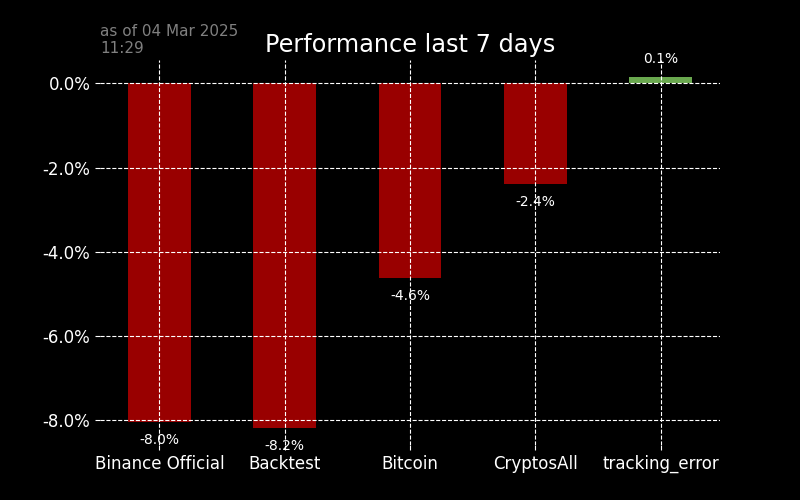 as of 04 Mar 2025
11:29
Performance last 7 days
0.1%
0.0%
-2.0%
-2.4%
-4.0%
-4.6%
-6.0%
-8.0%
-8.0%
-8.2%
Binance Official
Backtest
Bitcoin
CryptosAll
tracking_error